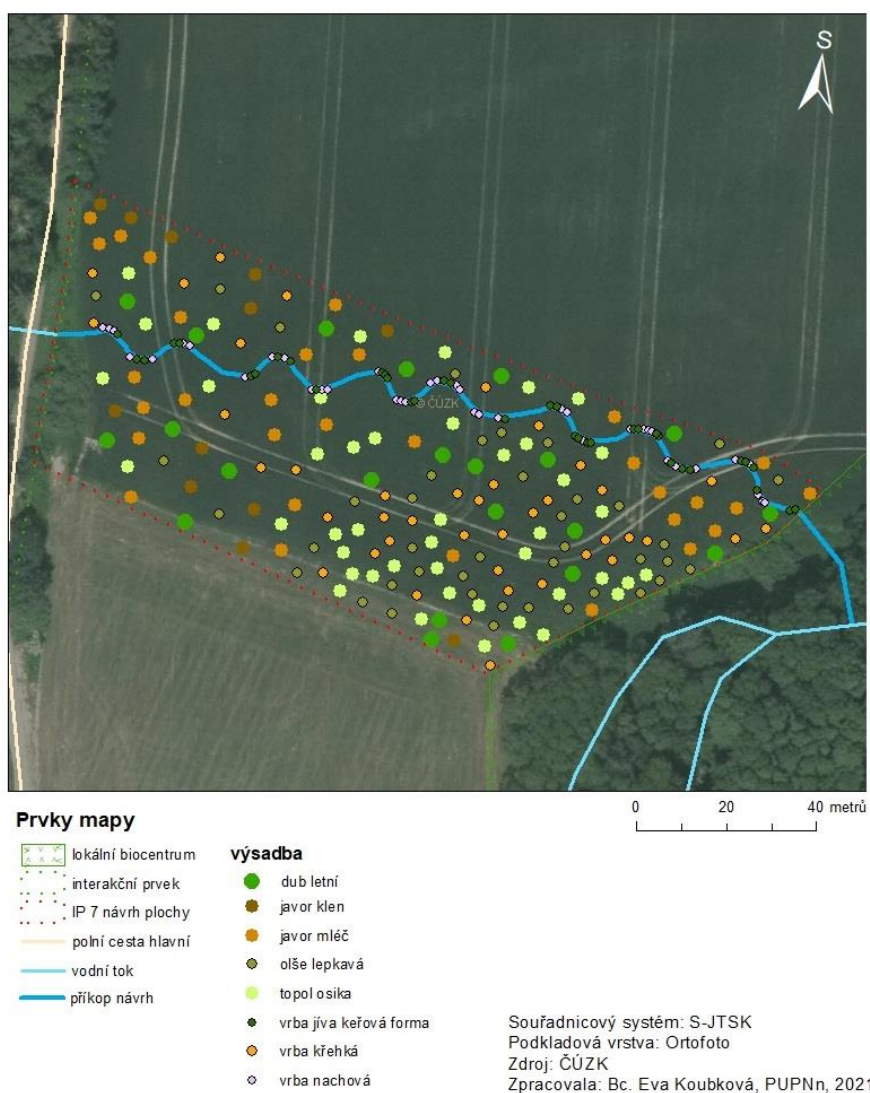 S
© ČÚZK
0 20 40 metrů
Prvky mapy
lokální biocentrum
interakční prvek
IP 7 návrh plochy
polní cesta hlavní
vodní tok
příkop návrh
výsadba
dub letní
javor klen
javor mléč
olše lepkavá
topol osika
vrba jíva keřová forma
vrba křehká
vrba nachová
Souřadnicový systém: S-JTSK
Podkladová vrstva: Ortofoto
Zdroj: ČÚZK
Zpracovala: Bc. Eva Koubková, PUPNn, 2021